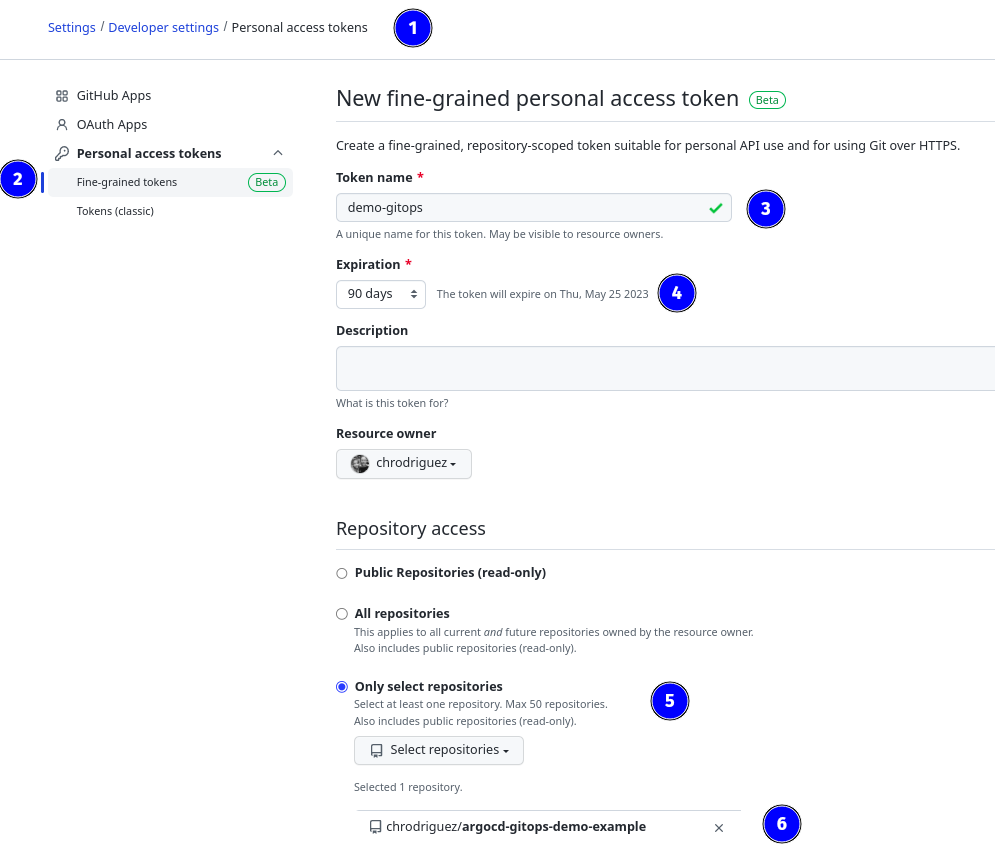 Settings / Developer settings / Personal access tokens 1
GitHub Apps
OAuth Apps
Personal access tokens
2 Fine-grained tokens Beta
Tokens (classic)
New fine-grained personal access token Beta
Create a fine-grained, repository-scoped token suitable for personal API use and for using Git over HTTPS.
Token name *
demo-gitops 3
A unique name for this token. May be visible to resource owners.
Expiration *
90 days The token will expire on Thu, May 25 2023 4
Description
What is this token for?
Resource owner
chrodriguez
Repository access
Public Repositories (read-only)
All repositories
This applies to all current and future repositories owned by the resource owner.
Also includes public repositories (read-only).
Only select repositories 5
Select at least one repository. Max 50 repositories.
Also includes public repositories (read-only).
Select repositories
Selected 1 repository.
chrodriguez/argocd-gitops-demo-example 6